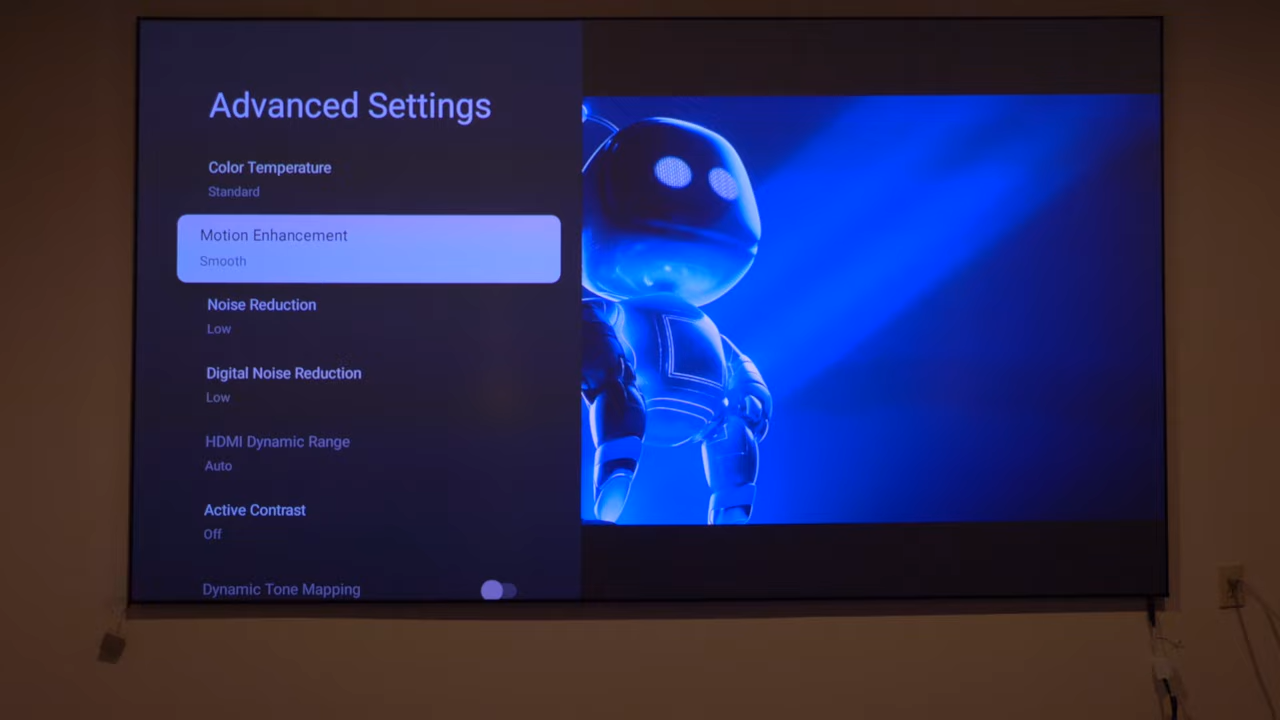 Advanced Settings
Color Temperature
Standard
Motion Enhancement
Smooth
Noise Reduction
Low
Digital Noise Reduction
Low
HDMI Dynamic Range
Auto
Active Contrast
Off
Dynamic Tone Mapping